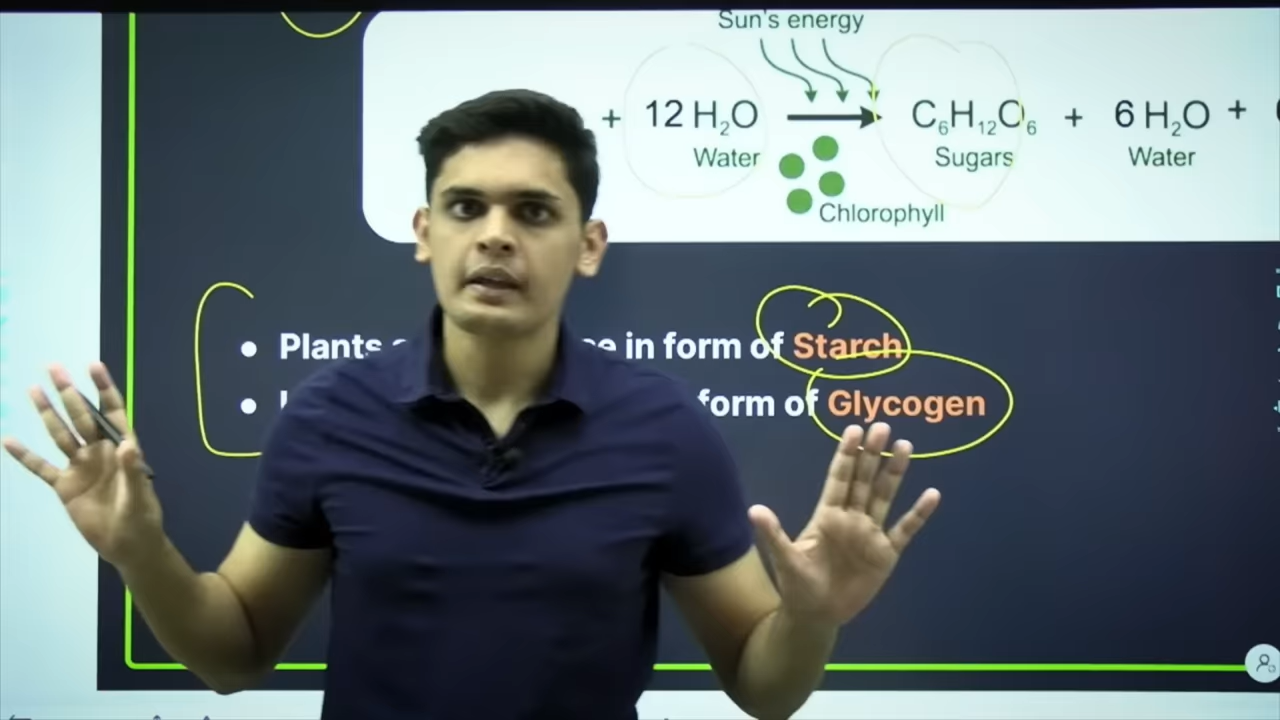 Sun's energy
+ 12 H₂O C₆H₁₂O₆ + 6 H₂O +
Water Sugars Water
Chlorophyll
• Plants in form of Starch
• form of Glycogen